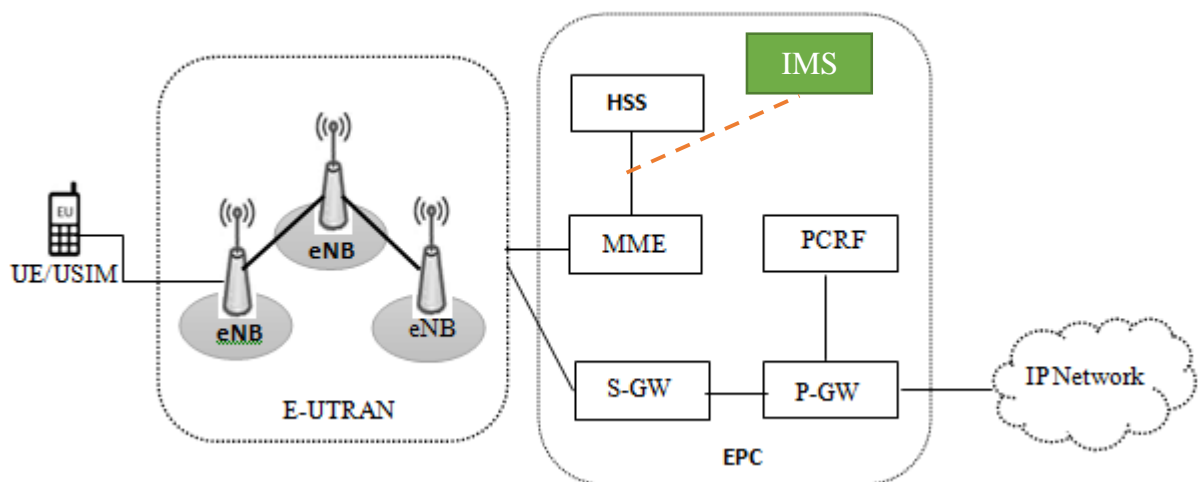 IMS
HSS
EU
UE/USIM
eNB
eNB
eNB
MME
PCRF
S-GW
P-GW
IP Network
E-UTRAN
EPC